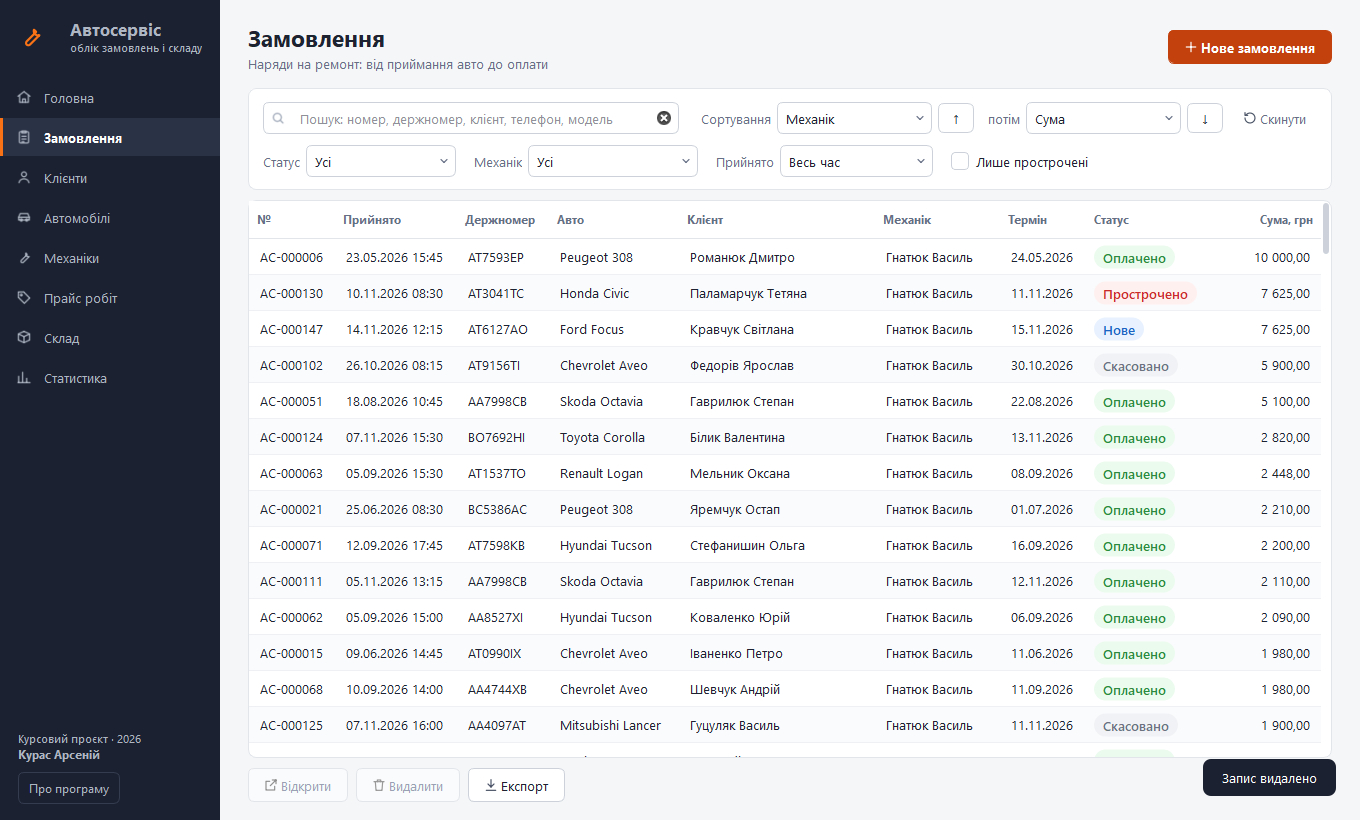 Автосервіс
облік замовлень і складу
Головна
Замовлення
Клієнти
Автомобілі
Механіки
Прайс робіт
Склад
Статистика
Курсовий проєкт · 2026
Курас Арсеній
Про програму
Замовлення
Наряди на ремонт: від приймання авто до оплати
+ Нове замовлення
Пошук: номер, держномер, клієнт, телефон, модель
Сортування Механік ↑ потім Сума ↓ Скинути
Статус Усі Механік Усі Прийнято Весь час Лише прострочені
№ Прийнято Держномер Авто Клієнт Механік Термін Статус Сума, грн
АС-000006 23.05.2026 15:45 АТ7593ЕР Peugeot 308 Романюк Дмитро Гнатюк Василь 24.05.2026 Оплачено 10 000,00
АС-000130 10.11.2026 08:30 АТ3041ТС Honda Civic Паламарчук Тетяна Гнатюк Василь 11.11.2026 Прострочено 7 625,00
АС-000147 14.11.2026 12:15 АТ6127АО Ford Focus Кравчук Світлана Гнатюк Василь 15.11.2026 Нове 7 625,00
АС-000102 26.10.2026 08:15 АТ9156ТІ Chevrolet Aveo Федорів Ярослав Гнатюк Василь 30.10.2026 Скасовано 5 900,00
АС-000051 18.08.2026 10:45 АА7998СВ Skoda Octavia Гаврилюк Степан Гнатюк Василь 22.08.2026 Оплачено 5 100,00
АС-000124 07.11.2026 15:30 ВО7692НІ Toyota Corolla Білик Валентина Гнатюк Василь 13.11.2026 Оплачено 2 820,00
АС-000063 05.09.2026 15:30 АТ1537ТО Renault Logan Мельник Оксана Гнатюк Василь 08.09.2026 Оплачено 2 448,00
АС-000021 25.06.2026 08:30 ВС5386АС Peugeot 308 Яремчук Остап Гнатюк Василь 01.07.2026 Оплачено 2 210,00
АС-000071 12.09.2026 17:45 АТ7598КВ Hyundai Tucson Стефанишин Ольга Гнатюк Василь 16.09.2026 Оплачено 2 200,00
АС-000111 05.11.2026 13:15 АА7998СВ Skoda Octavia Гаврилюк Степан Гнатюк Василь 12.11.2026 Оплачено 2 110,00
АС-000062 05.09.2026 15:00 АА8527ХІ Hyundai Tucson Коваленко Юрій Гнатюк Василь 06.09.2026 Оплачено 2 090,00
АС-000015 09.06.2026 14:45 АТ0990ІХ Chevrolet Aveo Іваненко Петро Гнатюк Василь 11.06.2026 Оплачено 1 980,00
АС-000068 10.09.2026 14:00 АА4744ХВ Chevrolet Aveo Шевчук Андрій Гнатюк Василь 11.09.2026 Оплачено 1 980,00
АС-000125 07.11.2026 16:00 АА4097АТ Mitsubishi Lancer Гуцуляк Василь Гнатюк Василь 11.11.2026 Скасовано 1 900,00
Відкрити Видалити Експорт
Запис видалено